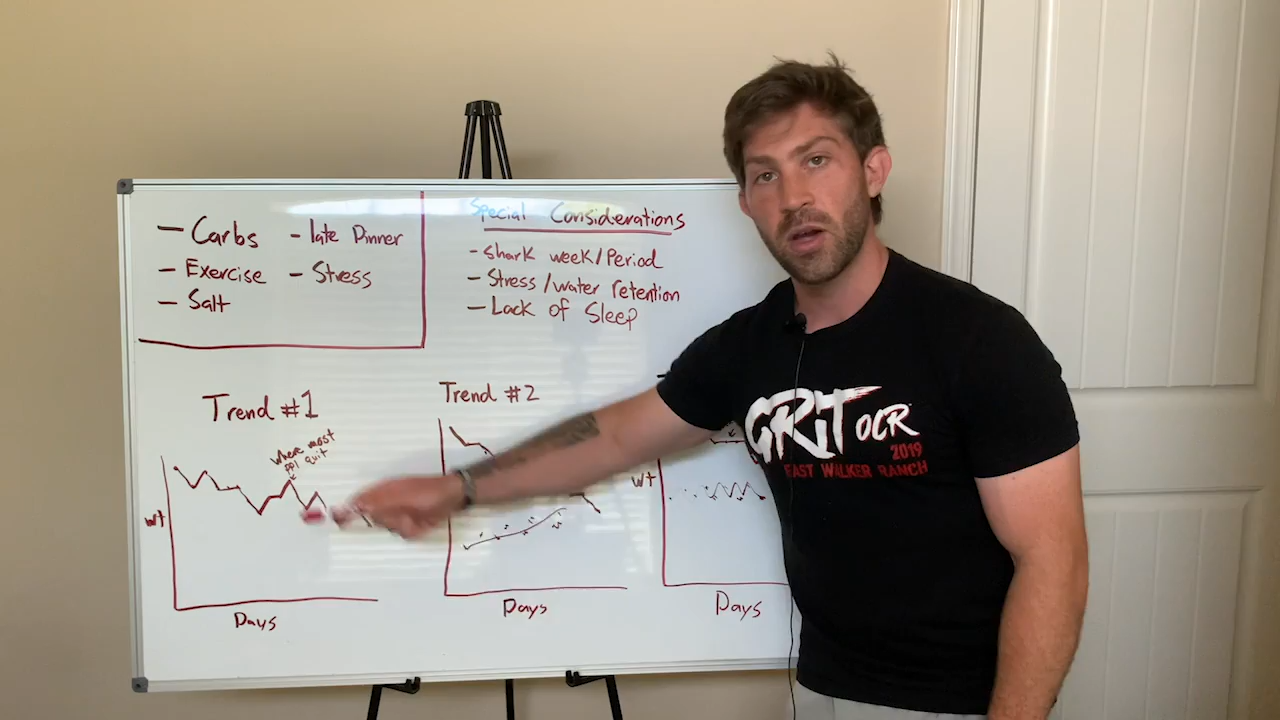 - Carbs
- Exercise
- Salt
- late Dinner
- Stress
Special Considerations
- Shark week/Period
- Stress/water retention
- Lack of Sleep
Trend #1
where most
ppl quit
wt
Days
Trend #2
Days
wt
Days
GRIT OCR
2019
EAST WALKER RANCH